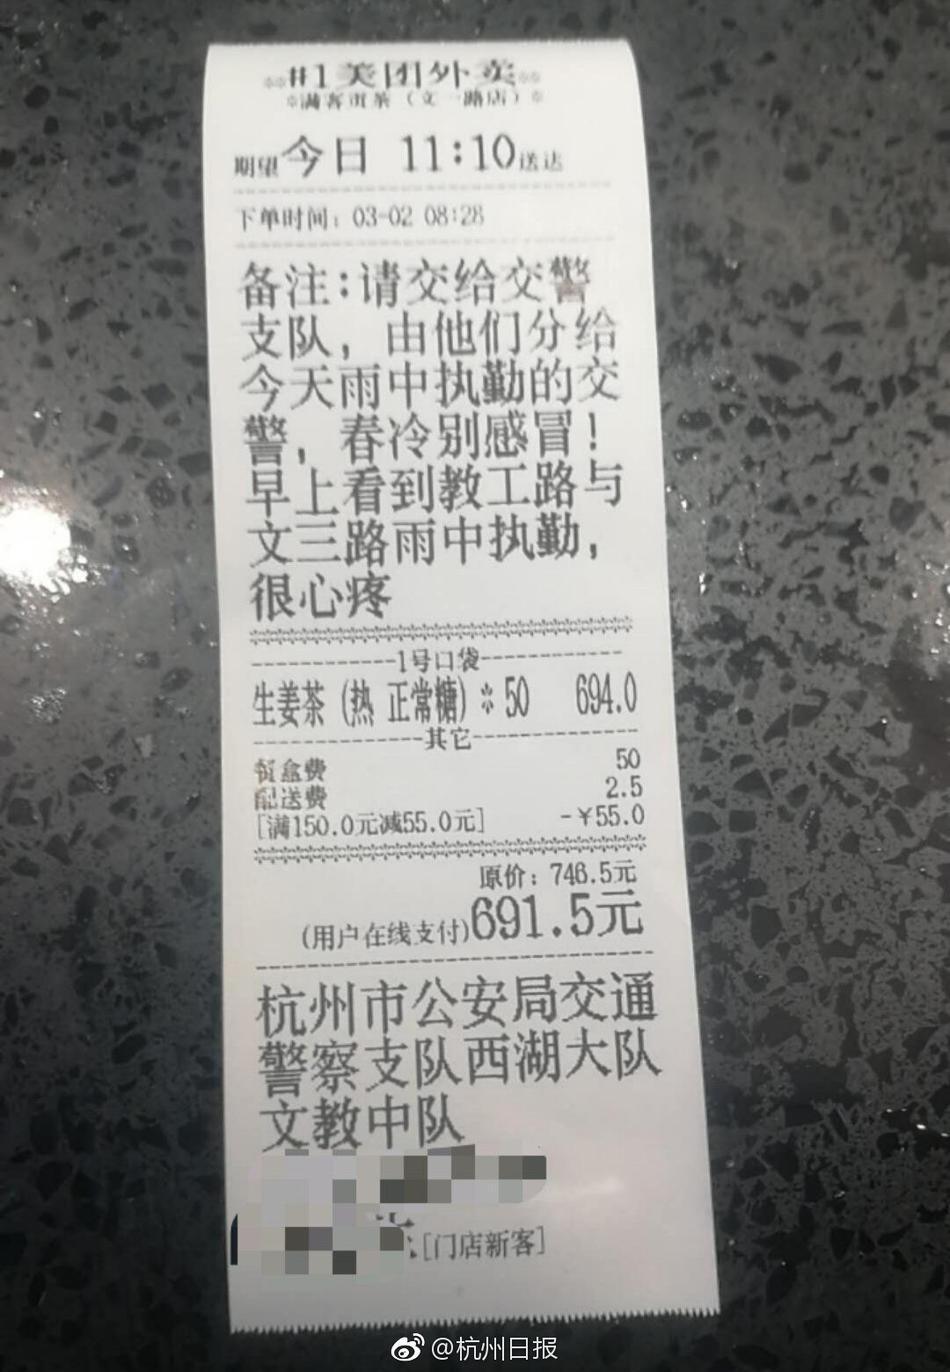 #1美团外卖
*满客贡茶（文一路店）*
期望今日 11:10送达
下单时间：03-02 08:28
备注:请交给交警
支队，由他们分给
今天雨中执勤的交
警，春冷别感冒！
早上看到教工路与
文三路雨中执勤，
很心疼
1号口袋
生姜茶（热 正常糖）*50 694.0
其它
餐盒费 50
配送费 2.5
[满150.0元减55.0元] -￥55.0
原价：746.5元
(用户在线支付)691.5元
杭州市公安局交通
警察支队西湖大队
文教中队
[门店新客]
@杭州日报